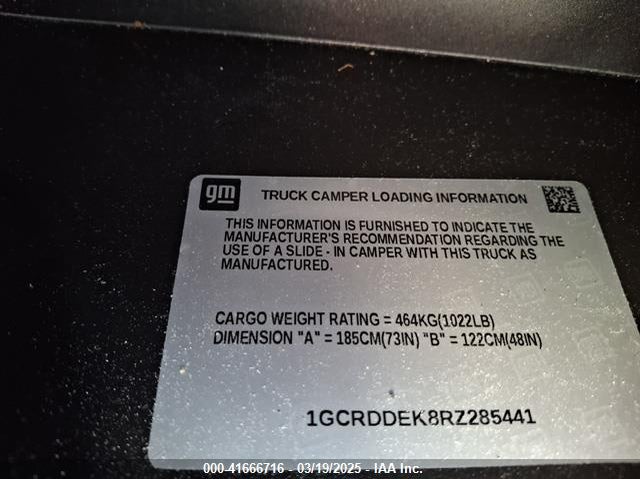 gm
TRUCK CAMPER LOADING INFORMATION
THIS INFORMATION IS FURNISHED TO INDICATE THE
MANUFACTURER'S RECOMMENDATION REGARDING THE
USE OF A SLIDE - IN CAMPER WITH THIS TRUCK AS
MANUFACTURED.
CARGO WEIGHT RATING = 464KG(1022LB)
DIMENSION "A" = 185CM(73IN) "B" = 122CM(48IN)
1GCRDDEK8RZ285441
000-41666716 - 03/19/2025 - IAA Inc.